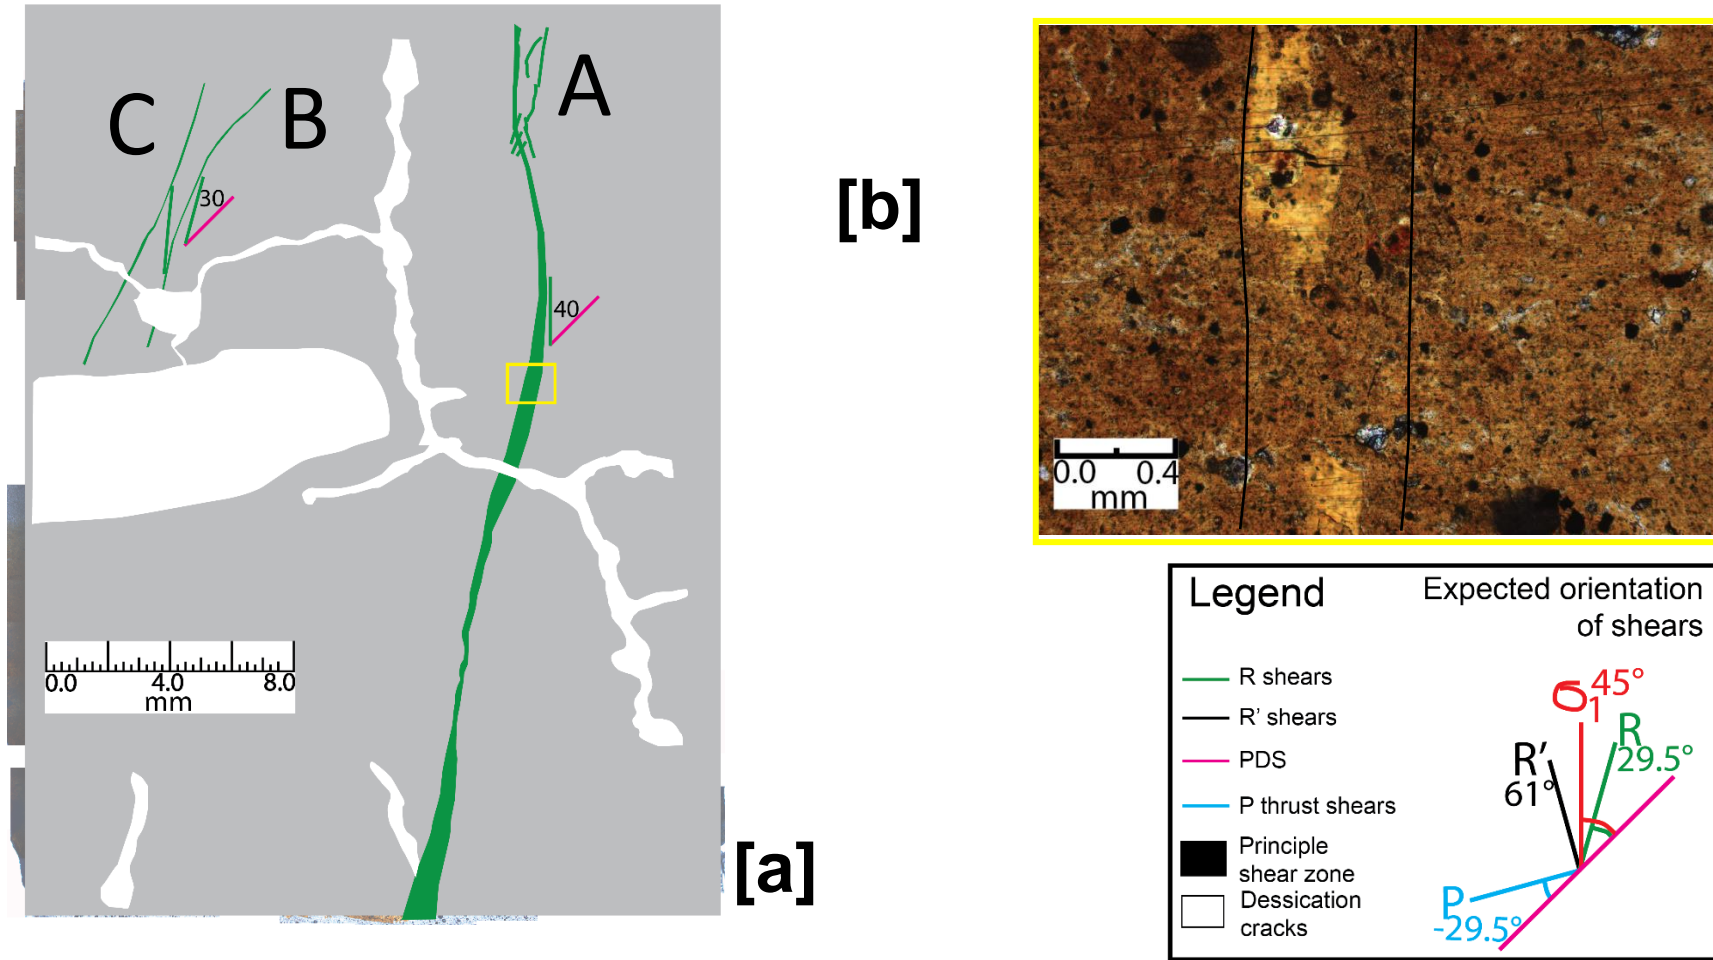 C
B
A
30
40
0.0 4.0 8.0
mm
[a]
[b]
0.0 0.4
mm
Legend
Expected orientation
of shears
R shears
R' shears
PDS
P thrust shears
Principle
shear zone
Dessication
cracks
σ1 45°
R
29.5°
R'
61°
P
-29.5°